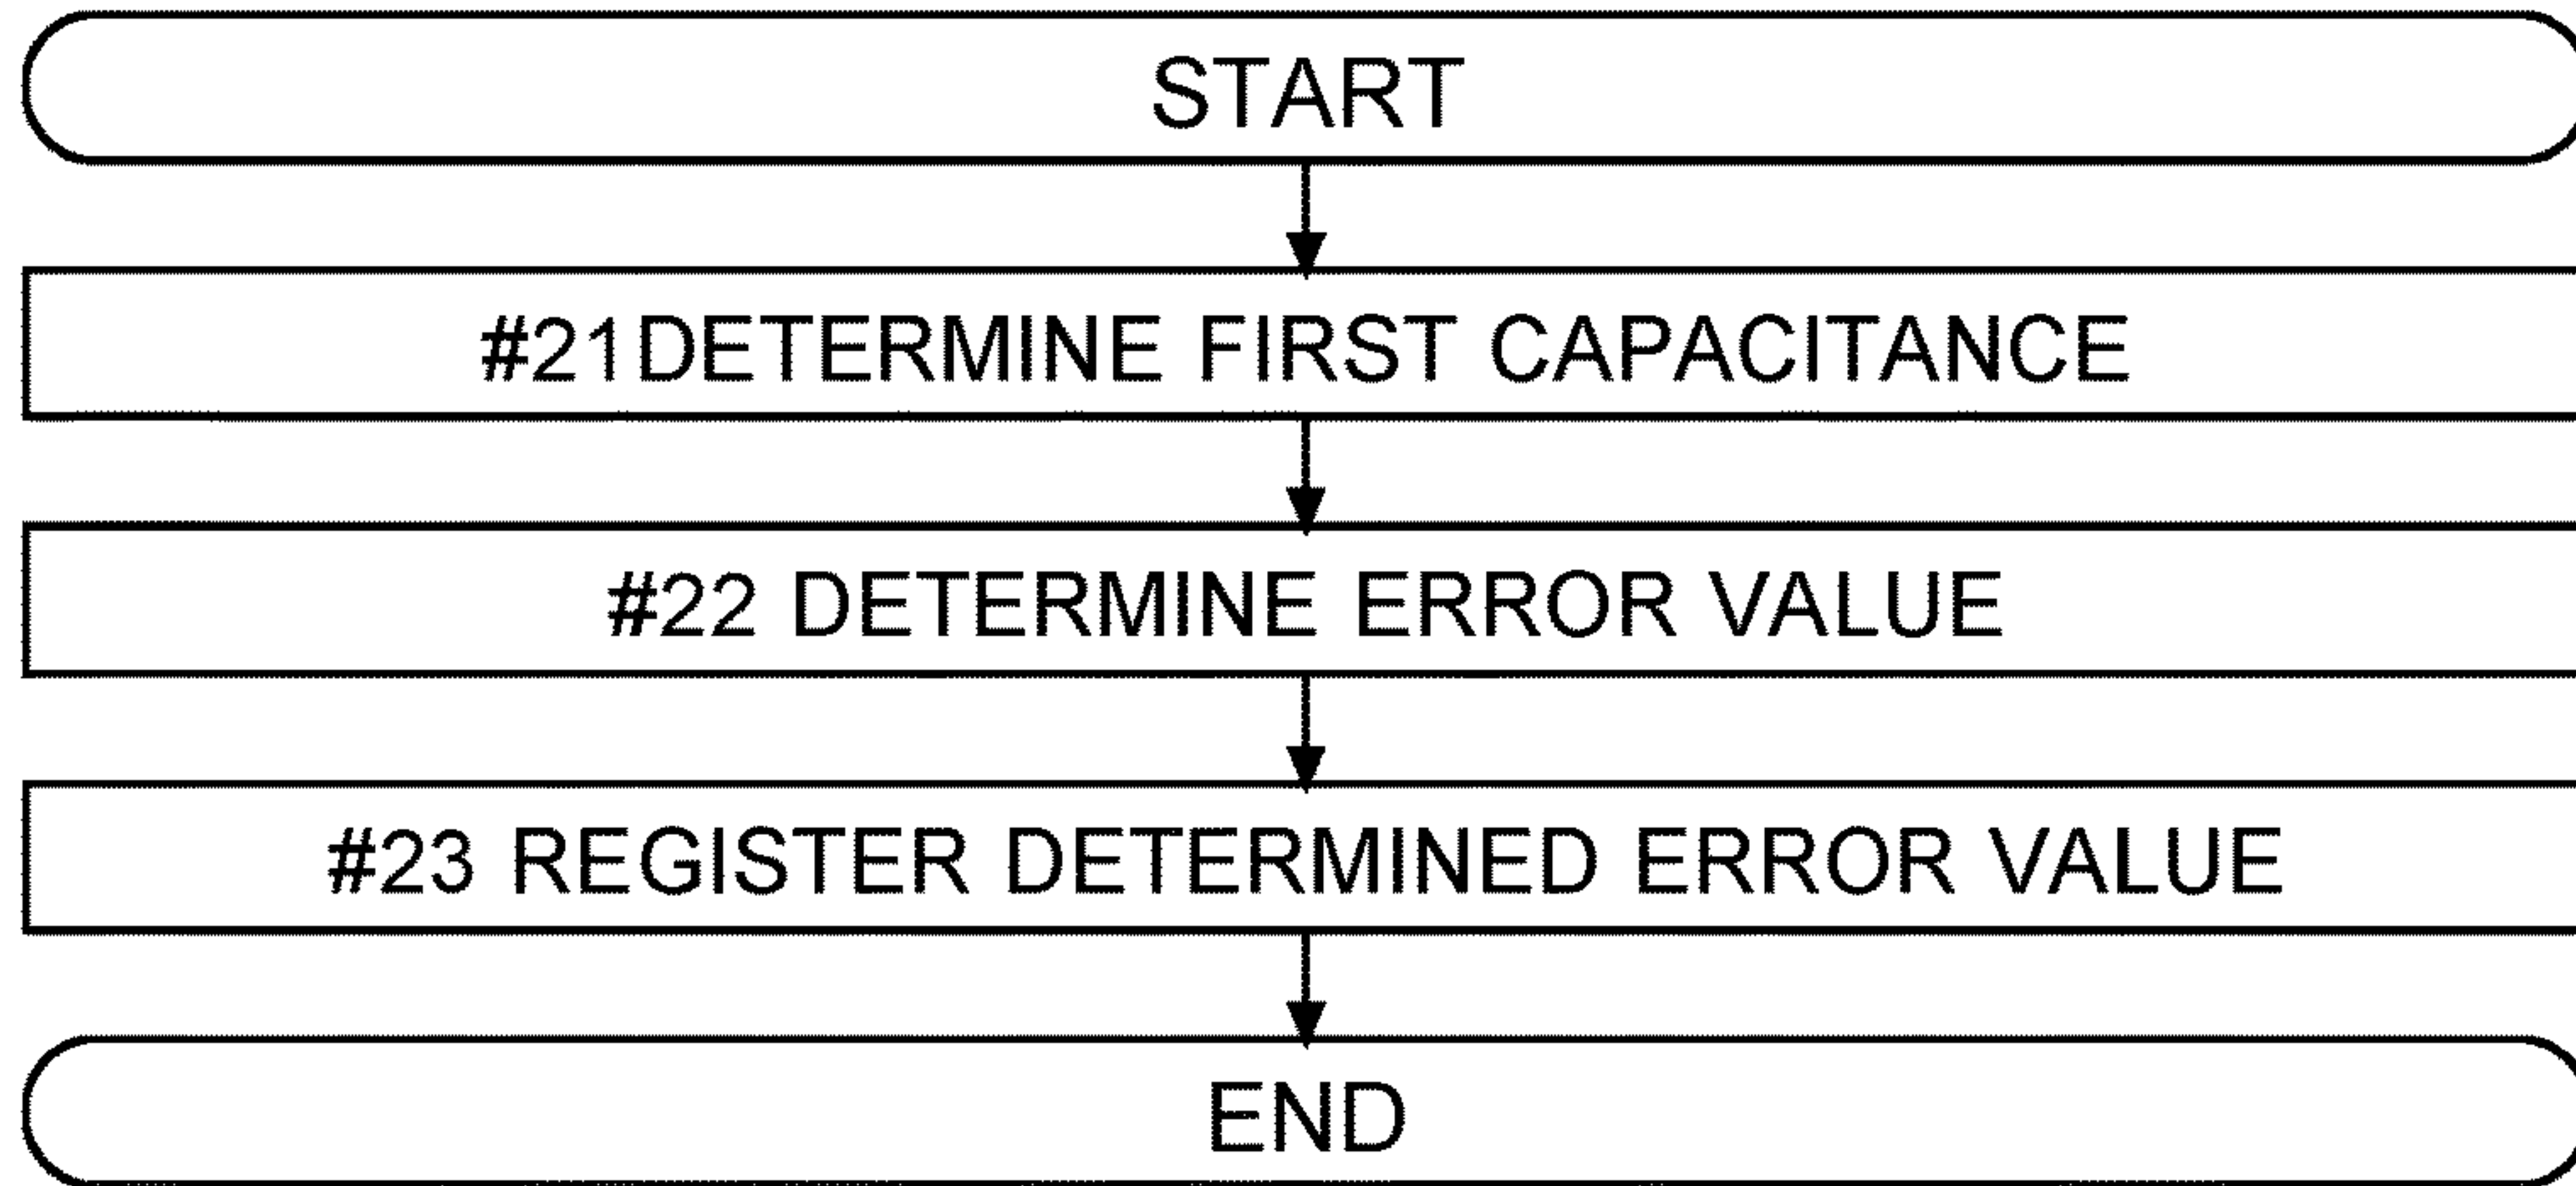 START
#21DETERMINE FIRST CAPACITANCE
#22 DETERMINE ERROR VALUE
#23 REGISTER DETERMINED ERROR VALUE
END